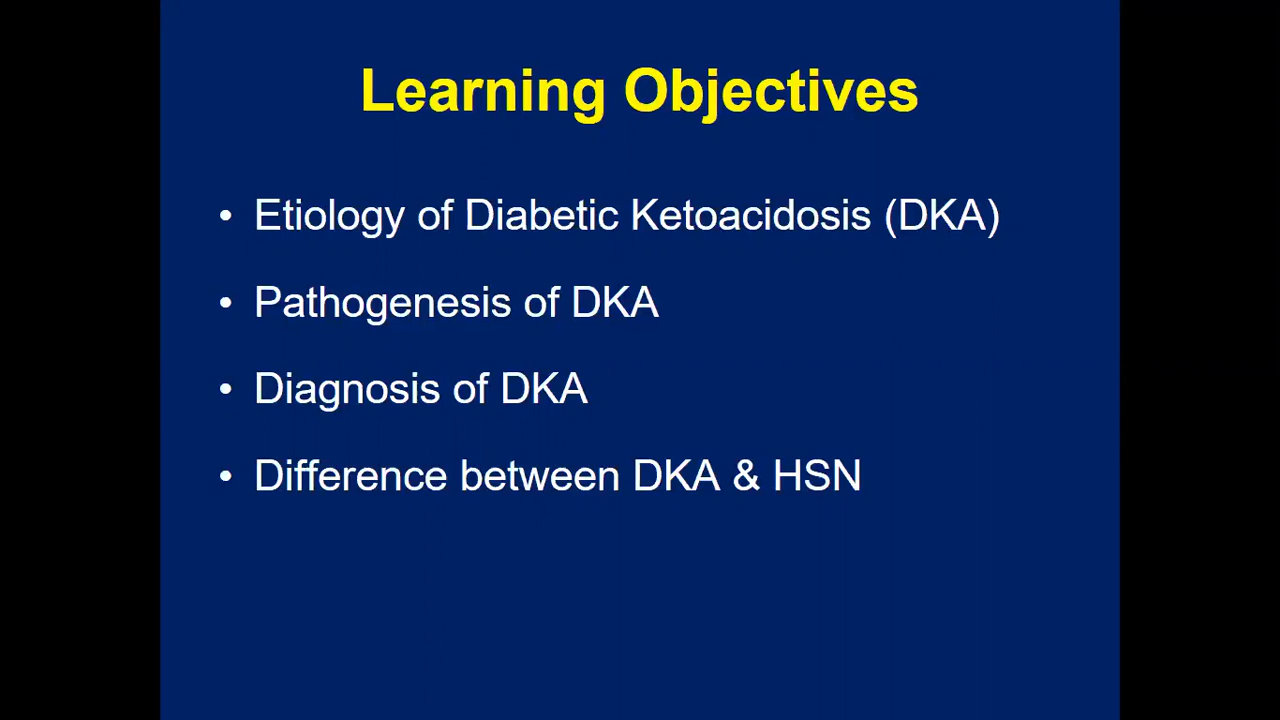 Learning Objectives
• Etiology of Diabetic Ketoacidosis (DKA)
• Pathogenesis of DKA
• Diagnosis of DKA
• Difference between DKA & HSN